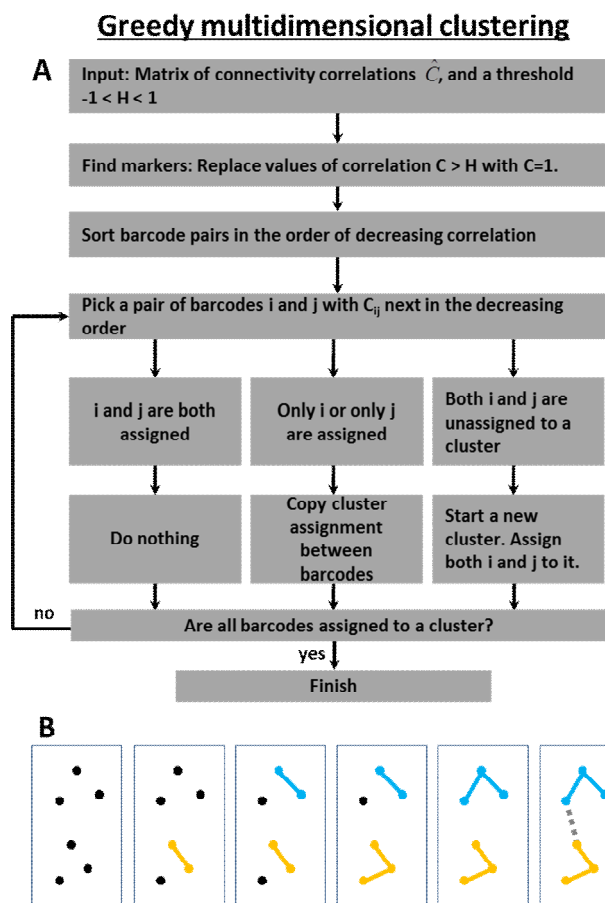 Greedy multidimensional clustering
A
Input: Matrix of connectivity correlations Ĉ, and a threshold
-1 < H < 1
Find markers: Replace values of correlation C > H with C=1.
Sort barcode pairs in the order of decreasing correlation
Pick a pair of barcodes i and j with Cij next in the decreasing
order
i and j are both
assigned
Only i or only j
are assigned
Both i and j are
unassigned to a
cluster
Do nothing
Copy cluster
assignment
between
barcodes
Start a new
cluster. Assign
both i and j to it.
no
Are all barcodes assigned to a cluster?
yes
Finish
B